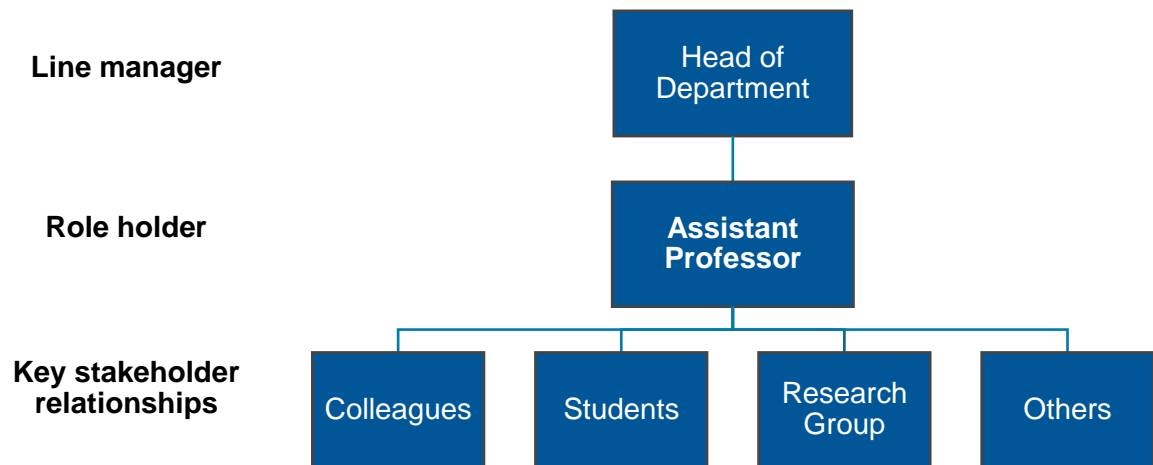 Line manager
Head of
Department
Role holder
Assistant
Professor
Key stakeholder
relationships
Colleagues
Students
Research
Group
Others